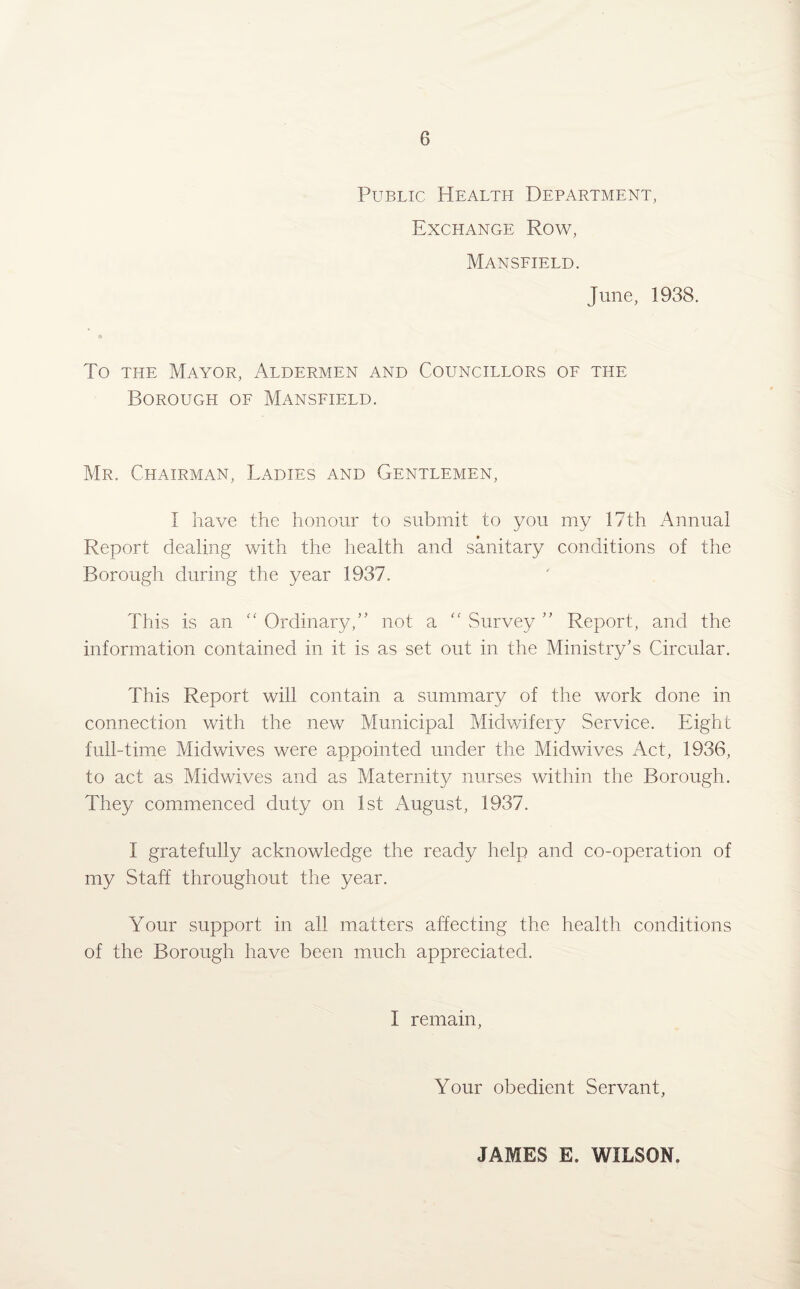 6
Public Health Department,
Exchange Row,
Mansfield.
June, 1938.
To the Mayor, Aldermen and Councillors of the
Borough of Mansfield.
Mr. Chairman, Ladies and Gentlemen,
I have the honour to submit to you my 17th Annual
Report dealing with the health and sanitary conditions of the
Borough during the year 1937.
This is an “ Ordinary,” not a “ Survey ” Report, and the
information contained in it is as set out in the Ministry's Circular.
This Report will contain a summary of the work done in
connection with the new Municipal Midwifery Service. Eight
full-time Midwives were appointed under the Midwives Act, 1936,
to act as Midwives and as Maternity nurses within the Borough.
They commenced duty on 1st August, 1937.
I gratefully acknowledge the ready help and co-operation of
my Staff throughout the year.
Your support in all matters affecting the health conditions
of the Borough have been much appreciated.
I remain,
Your obedient Servant,
JAMES E. WILSON.